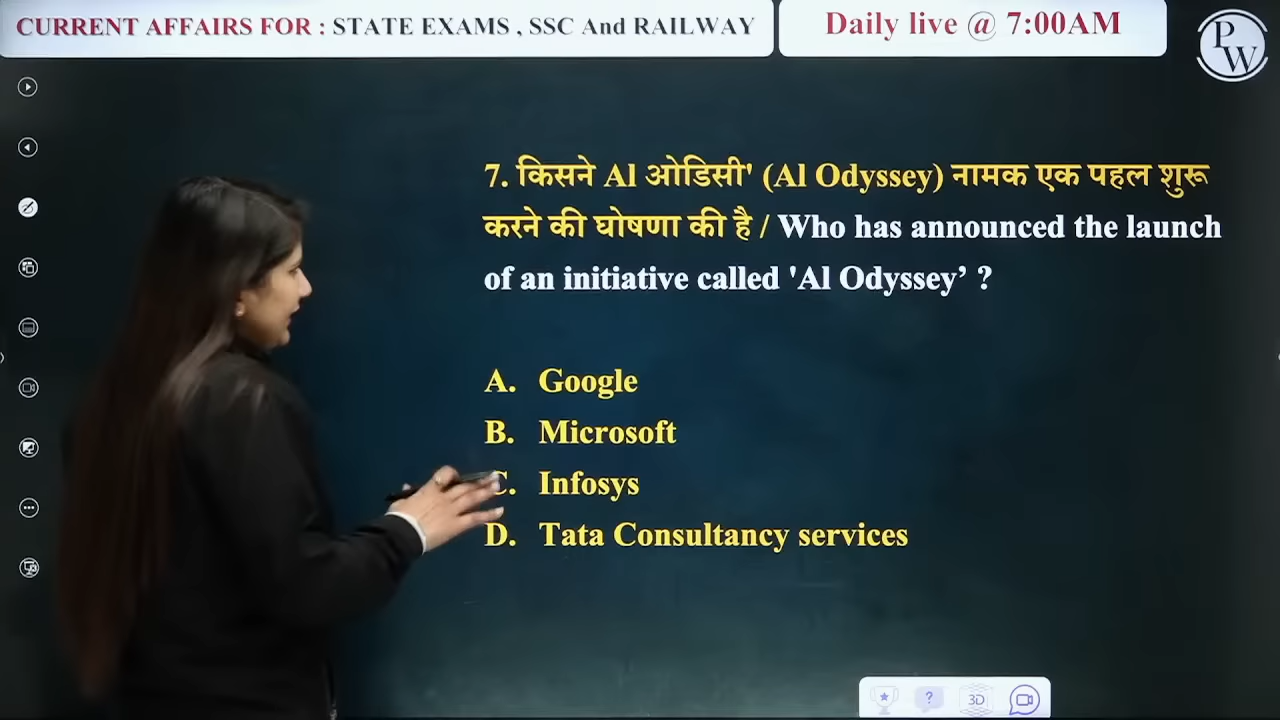 CURRENT AFFAIRS FOR : STATE EXAMS , SSC And RAILWAY
Daily live @ 7:00AM
PW
7. किसने Al ओडिसी' (Al Odyssey) नामक एक पहल शुरू
करने की घोषणा की है / Who has announced the launch
of an initiative called 'Al Odyssey’ ?
A. Google
B. Microsoft
C. Infosys
D. Tata Consultancy services
3D